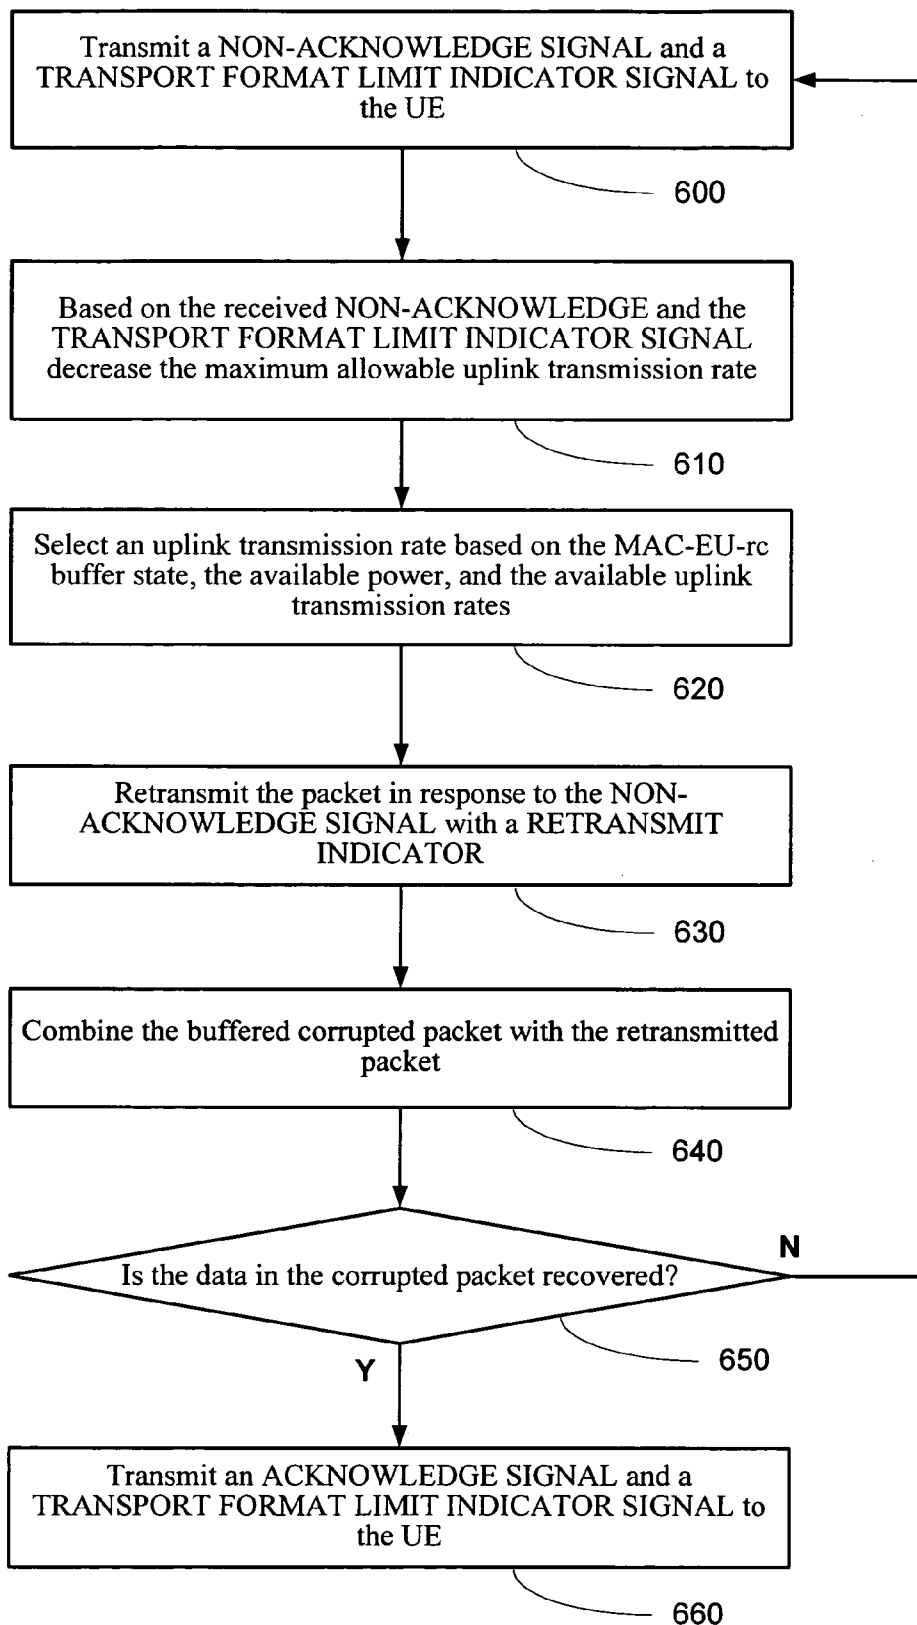 Transmit a NON-ACKNOWLEDGE SIGNAL and a
TRANSPORT FORMAT LIMIT INDICATOR SIGNAL to
the UE
600
Based on the received NON-ACKNOWLEDGE and the
TRANSPORT FORMAT LIMIT INDICATOR SIGNAL
decrease the maximum allowable uplink transmission rate
610
Select an uplink transmission rate based on the MAC-EU-rc
buffer state, the available power, and the available uplink
transmission rates
620
Retransmit the packet in response to the NON-
ACKNOWLEDGE SIGNAL with a RETRANSMIT
INDICATOR
630
Combine the buffered corrupted packet with the retransmitted
packet
640
N
Is the data in the corrupted packet recovered?
650
Y
Transmit an ACKNOWLEDGE SIGNAL and a
TRANSPORT FORMAT LIMIT INDICATOR SIGNAL to
the UE
660